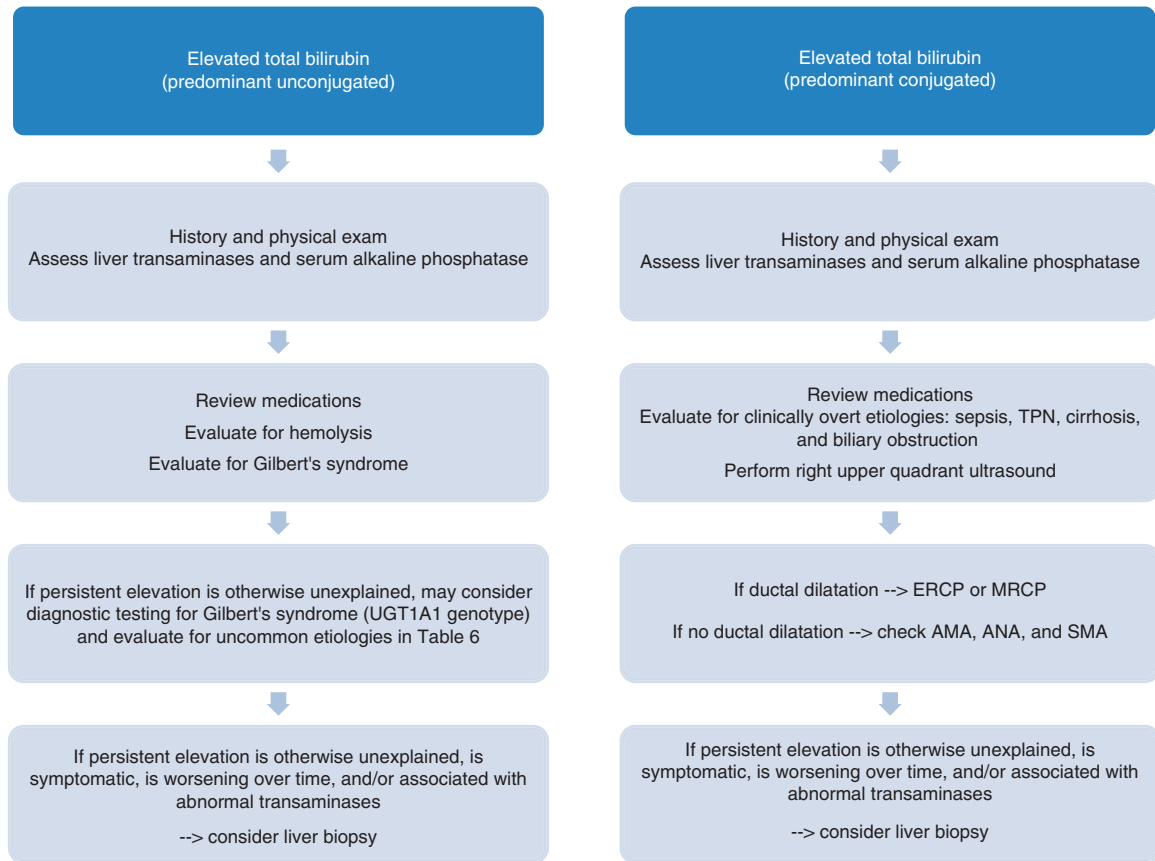 Elevated total bilirubin
(predominant unconjugated)
History and physical exam
Assess liver transaminases and serum alkaline phosphatase
Review medications
Evaluate for hemolysis
Evaluate for Gilbert's syndrome
If persistent elevation is otherwise unexplained, may consider
diagnostic testing for Gilbert's syndrome (UGT1A1 genotype)
and evaluate for uncommon etiologies in Table 6
If persistent elevation is otherwise unexplained, is
symptomatic, is worsening over time, and/or associated with
abnormal transaminases
--> consider liver biopsy
Elevated total bilirubin
(predominant conjugated)
History and physical exam
Assess liver transaminases and serum alkaline phosphatase
Review medications
Evaluate for clinically overt etiologies: sepsis, TPN, cirrhosis,
and biliary obstruction
Perform right upper quadrant ultrasound
If ductal dilatation --> ERCP or MRCP
If no ductal dilatation --> check AMA, ANA, and SMA
If persistent elevation is otherwise unexplained, is
symptomatic, is worsening over time, and/or associated with
abnormal transaminases
--> consider liver biopsy